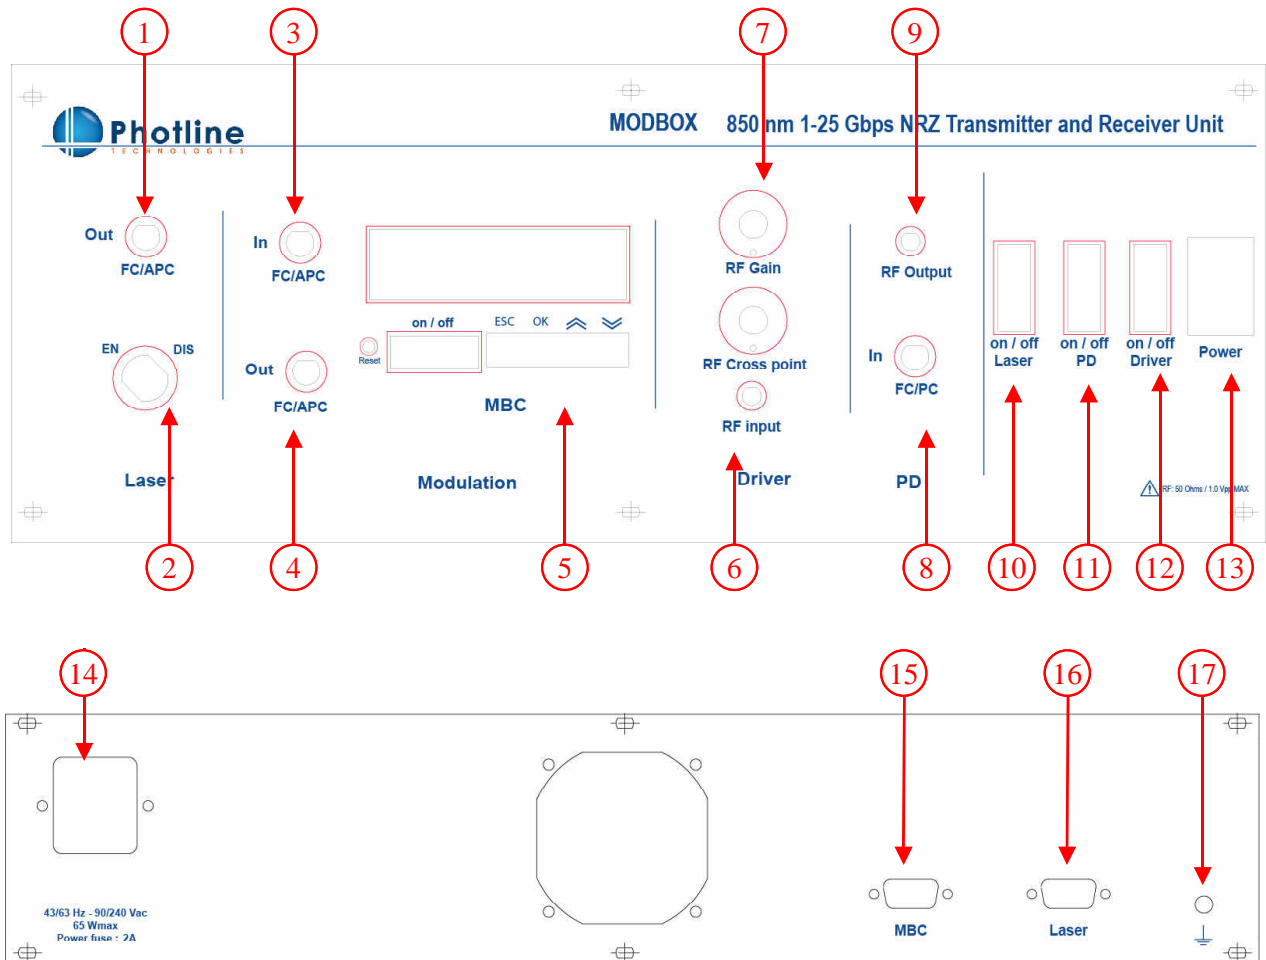 1 3 7 9
Photline
TECHNOLOGIES
MODBOX 850 nm 1-25 Gbps NRZ Transmitter and Receiver Unit
Out
FC/APC
EN DIS
Laser
In
FC/APC
Out
FC/APC
on / off
ESC OK
Reset
MBC
Modulation
RF Gain
RF Cross point
RF input
Driver
RF Output
In
FC/PC
PD
on / off
Laser
on / off
PD
on / off
Driver
Power
RF: 50 Ohms / 1.0 Vpp MAX
2 4 5 6 8 10 11 12 13
14 15 16 17
43/63 Hz - 90/240 Vac
65 Wmax
Power fuse : 2A
MBC
Laser